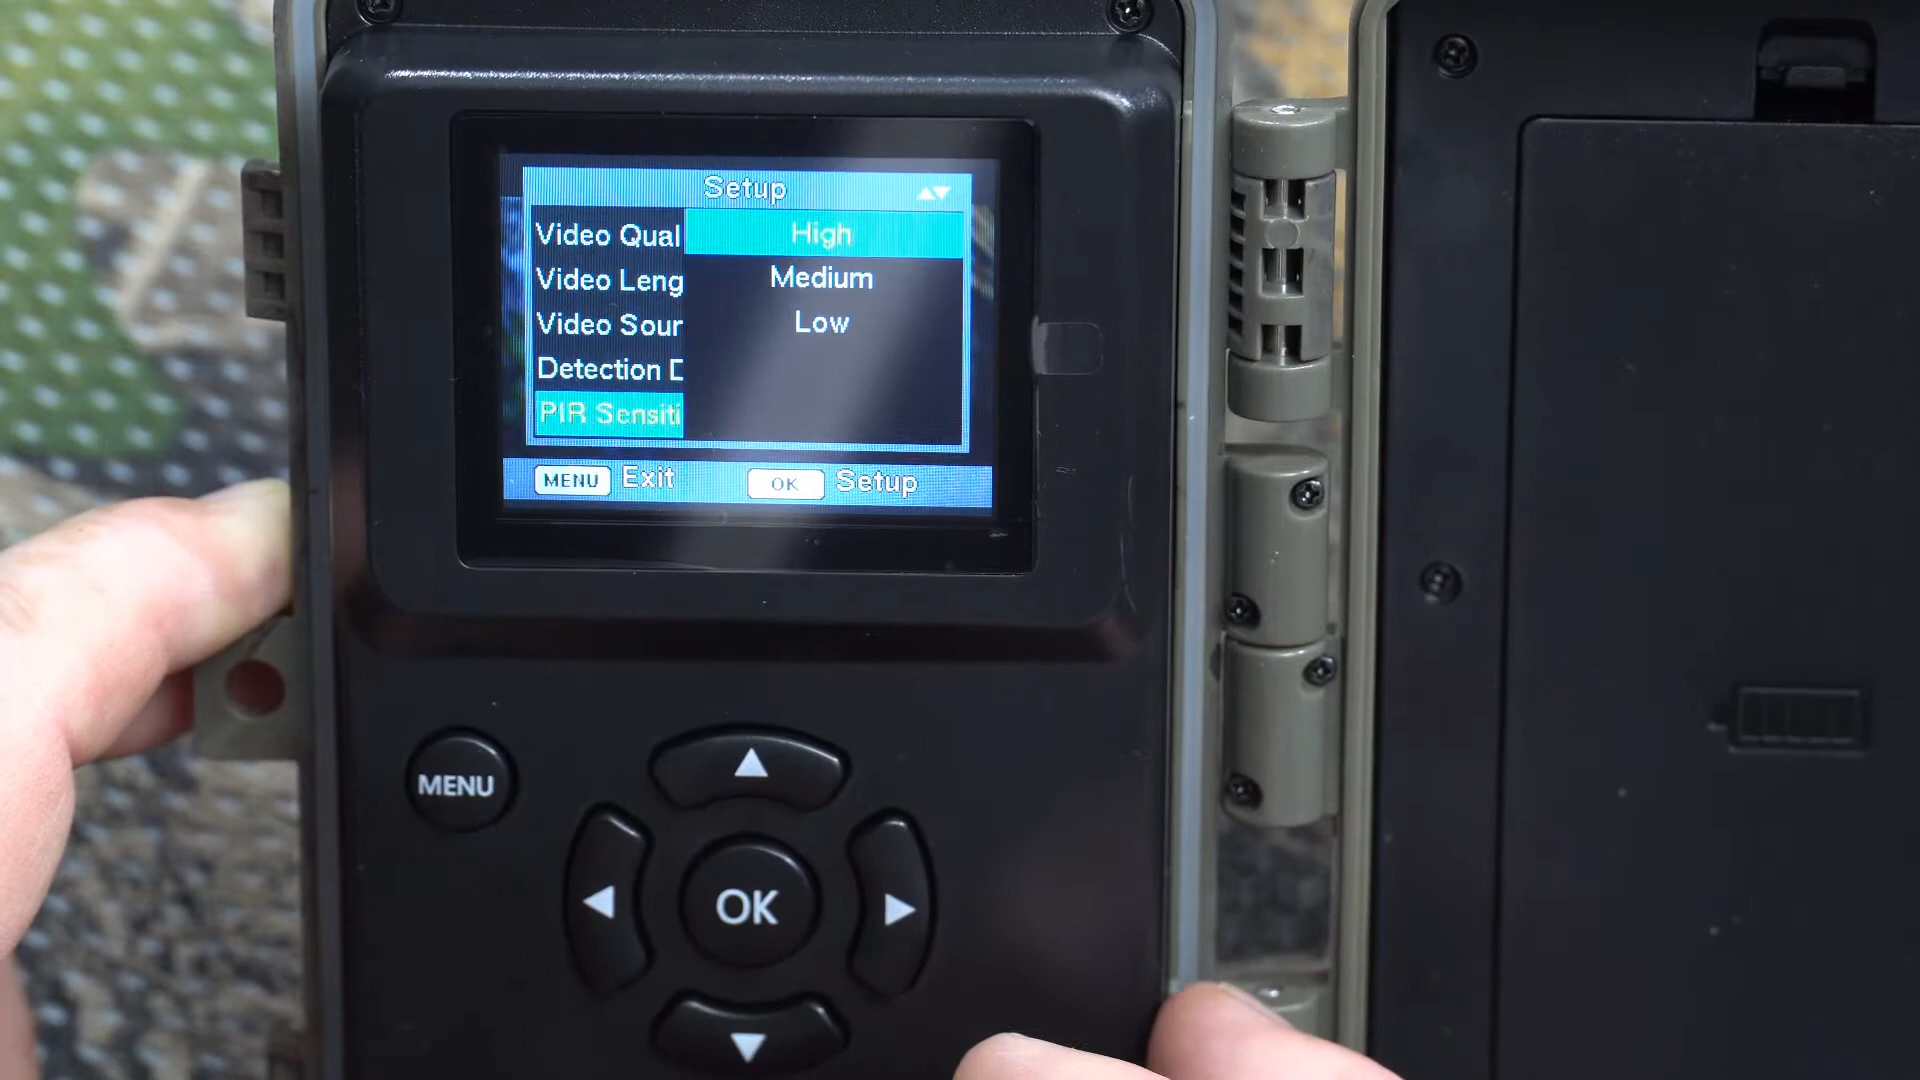 Setup
Video Qual High
Video Leng Medium
Video Sour Low
Detection D
PIR Sensiti
MENU Exit OK Setup
MENU
OK